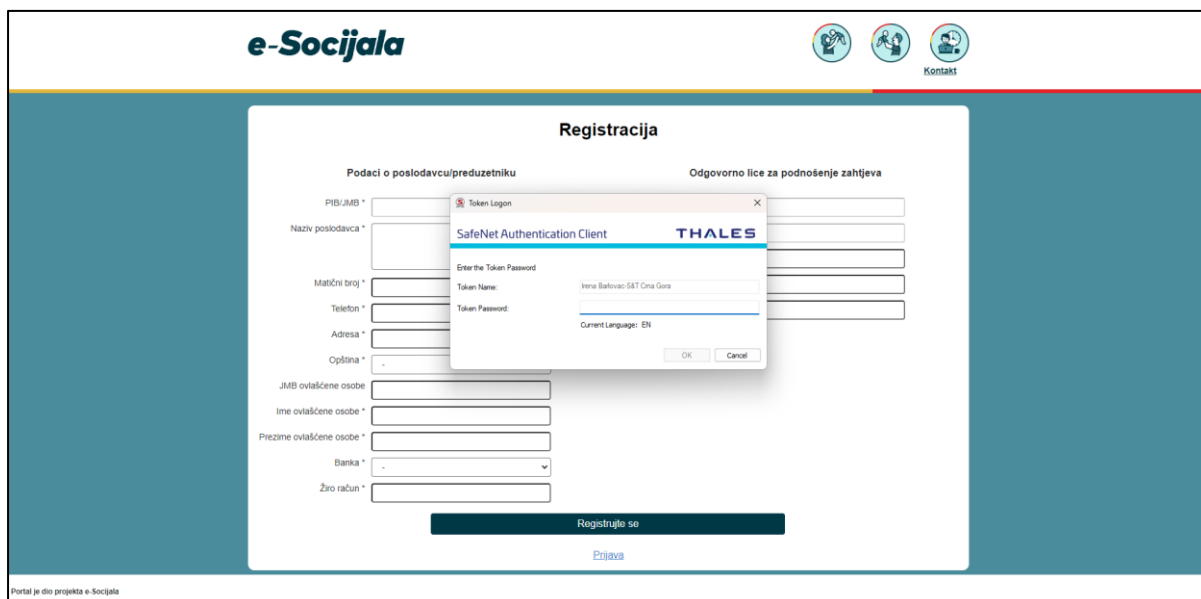 e-Socijala
Kontakt
Registracija
Podaci o poslodavcu/preduzetniku
Odgovorno lice za podnošenje zahtjeva
PIB/JMB *
Naziv poslodavca *
Matični broj *
Telefon *
Adresa *
Opština *
-
JMB ovlašćene osobe
Ime ovlašćene osobe *
Prezime ovlašćene osobe *
Banka *
-
Žiro račun *
Token Logon
SafeNet Authentication Client
THALES
Enter the Token Password
Token Name:
Irena Barlovac-S&T Crna Gora
Token Password:
Current Language: EN
OK
Cancel
Registrujte se
Prijava
Portal je dio projekta e-Socijala